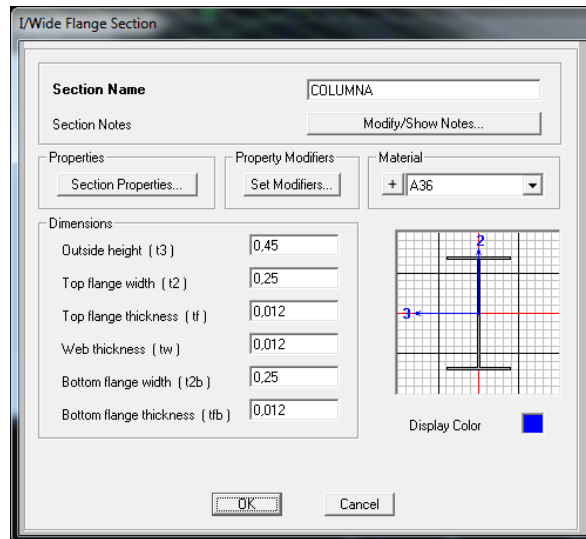 I/Wide Flange Section
Section Name COLUMNA
Section Notes Modify/Show Notes...
Properties Property Modifiers Material
Section Properties... Set Modifiers... + A36
Dimensions
Outside height ( t3 ) 0,45
Top flange width ( t2 ) 0,25
Top flange thickness ( tf ) 0,012
Web thickness ( tw ) 0,012
Bottom flange width ( t2b ) 0,25
Bottom flange thickness ( tfb ) 0,012
2
3
Display Color
OK Cancel